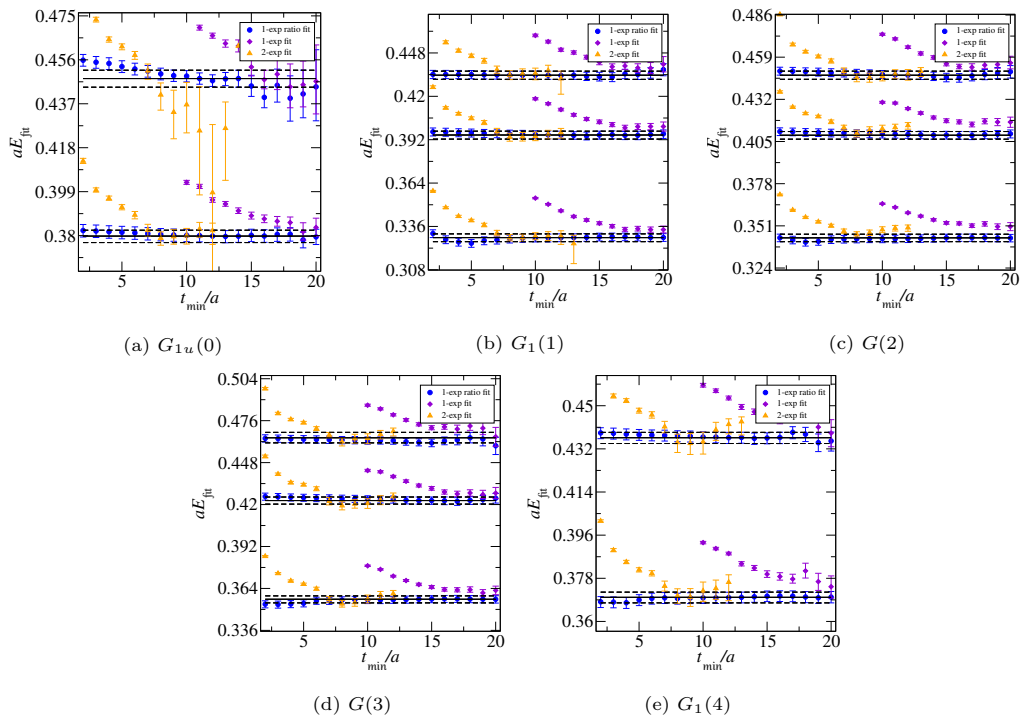 0.475
0.456
0.437
0.418
0.399
0.38
aE_fit
5 10 15 20
t_min/a
1-exp ratio fit
1-exp fit
2-exp fit
(a) G_{1u}(0)
0.448
0.42
0.392
0.364
0.336
0.308
aE_fit
5 10 15 20
t_min/a
1-exp ratio fit
1-exp fit
2-exp fit
(b) G_1(1)
0.486
0.459
0.432
0.405
0.378
0.351
0.324
aE_fit
5 10 15 20
t_min/a
1-exp ratio fit
1-exp fit
2-exp fit
(c) G(2)
0.504
0.476
0.448
0.42
0.392
0.364
0.336
aE_fit
5 10 15 20
t_min/a
1-exp ratio fit
1-exp fit
2-exp fit
(d) G(3)
0.45
0.432
0.414
0.396
0.378
0.36
aE_fit
5 10 15 20
t_min/a
1-exp ratio fit
1-exp fit
2-exp fit
(e) G_1(4)